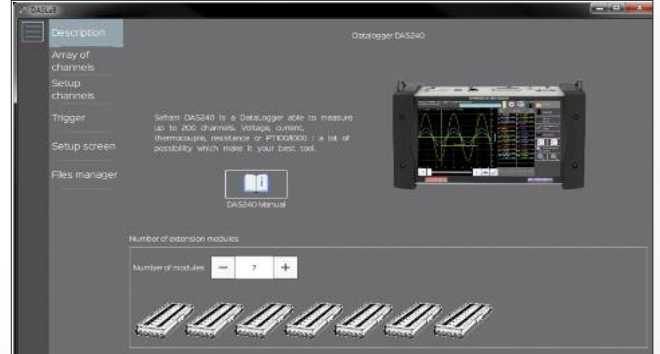 DASLaB
Description
Datalogger DAS240
Array of
channels
Setup
channels
Trigger
Setup screen
Files manager
Sefram DAS240 is a DataLogger able to measure
up to 200 channels. Voltage, current,
thermocouple, resistance or PT100/1000 : a lot of
possibility which make it your best tool.
DAS240 Manual
Number of extension modules
Number of modules − 7 +